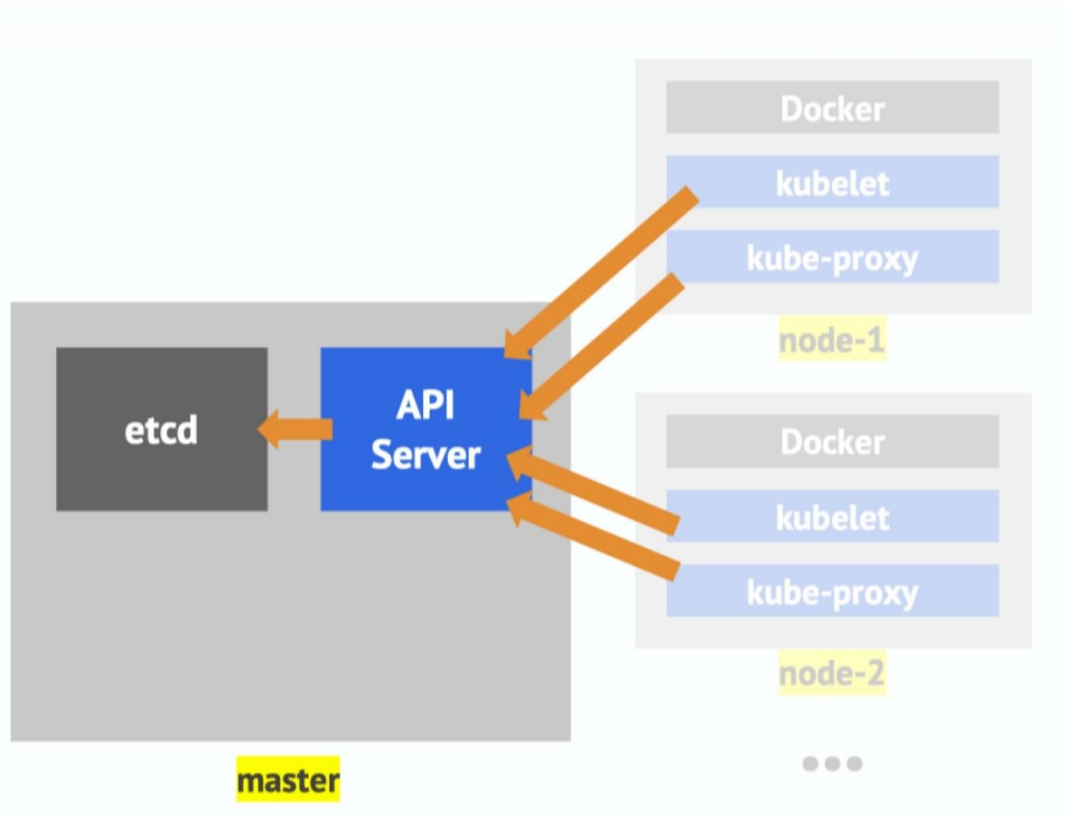 Docker
kubelet
kube-proxy
node-1
etcd
API
Server
Docker
kubelet
kube-proxy
node-2
master